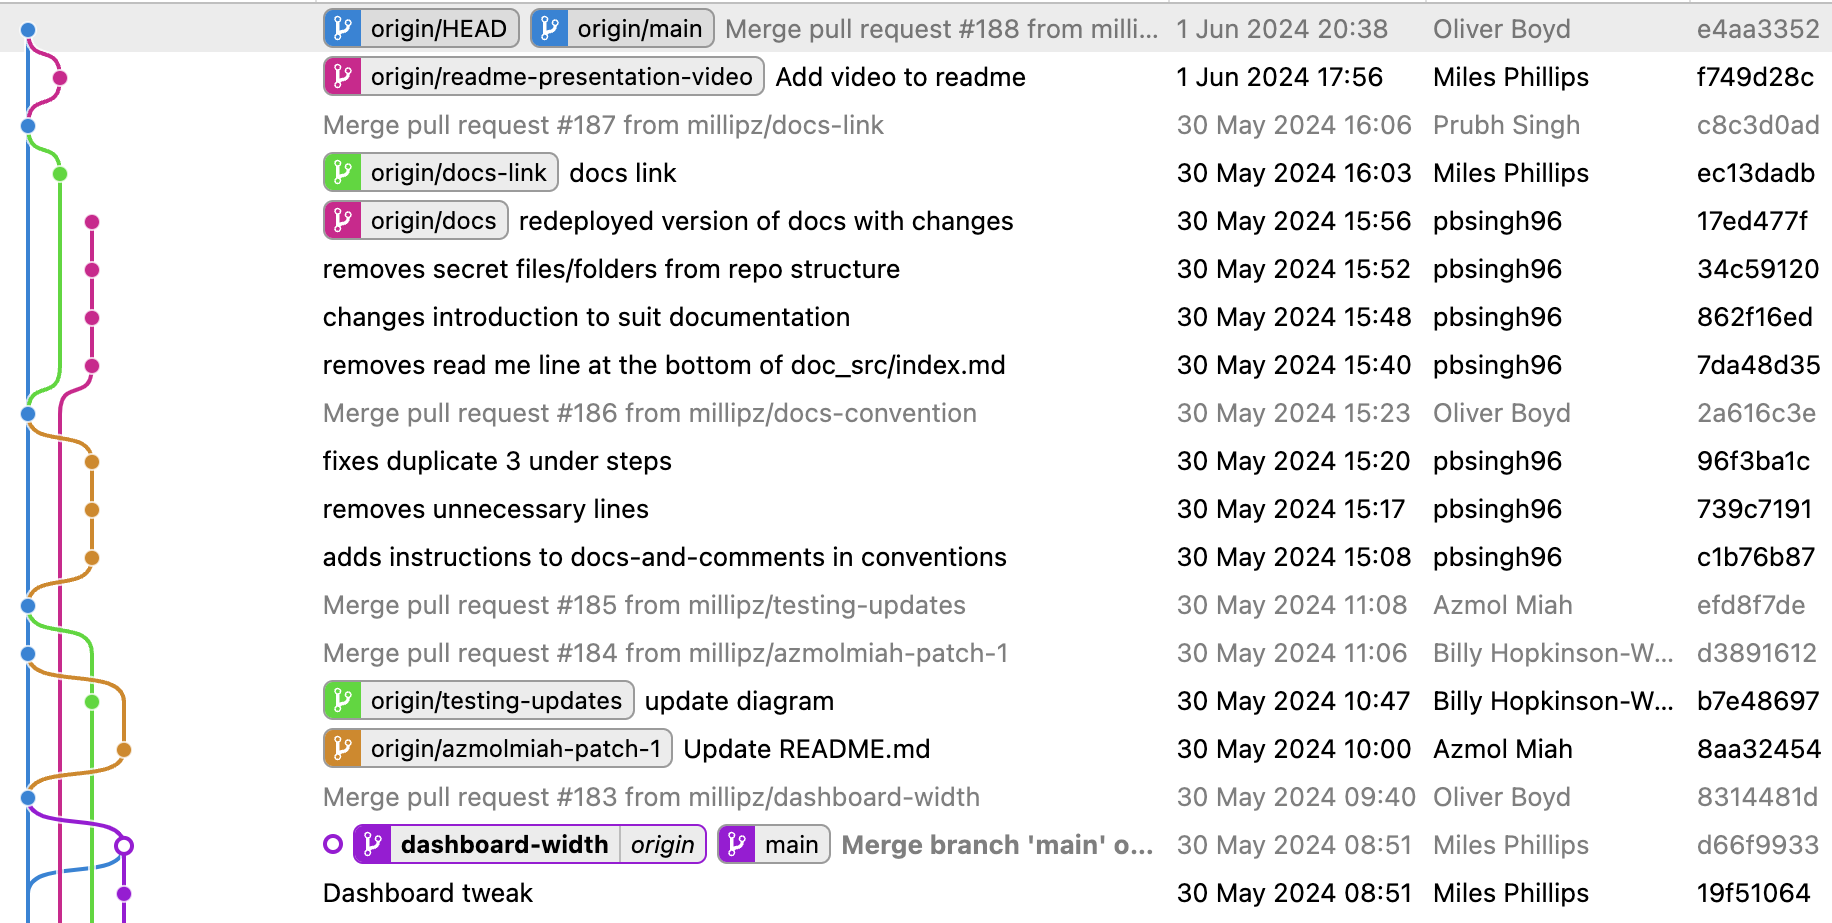 origin/HEAD origin/main Merge pull request #188 from milli... 1 Jun 2024 20:38 Oliver Boyd e4aa3352
origin/readme-presentation-video Add video to readme 1 Jun 2024 17:56 Miles Phillips f749d28c
Merge pull request #187 from millipz/docs-link 30 May 2024 16:06 Prubh Singh c8c3d0ad
origin/docs-link docs link 30 May 2024 16:03 Miles Phillips ec13dadb
origin/docs redeployed version of docs with changes 30 May 2024 15:56 pbsingh96 17ed477f
removes secret files/folders from repo structure 30 May 2024 15:52 pbsingh96 34c59120
changes introduction to suit documentation 30 May 2024 15:48 pbsingh96 862f16ed
removes read me line at the bottom of doc_src/index.md 30 May 2024 15:40 pbsingh96 7da48d35
Merge pull request #186 from millipz/docs-convention 30 May 2024 15:23 Oliver Boyd 2a616c3e
fixes duplicate 3 under steps 30 May 2024 15:20 pbsingh96 96f3ba1c
removes unnecessary lines 30 May 2024 15:17 pbsingh96 739c7191
adds instructions to docs-and-comments in conventions 30 May 2024 15:08 pbsingh96 c1b76b87
Merge pull request #185 from millipz/testing-updates 30 May 2024 11:08 Azmol Miah efd8f7de
Merge pull request #184 from millipz/azmolmiah-patch-1 30 May 2024 11:06 Billy Hopkinson-W... d3891612
origin/testing-updates update diagram 30 May 2024 10:47 Billy Hopkinson-W... b7e48697
origin/azmolmiah-patch-1 Update README.md 30 May 2024 10:00 Azmol Miah 8aa32454
Merge pull request #183 from millipz/dashboard-width 30 May 2024 09:40 Oliver Boyd 8314481d
dashboard-width origin main Merge branch 'main' o... 30 May 2024 08:51 Miles Phillips d66f9933
Dashboard tweak 30 May 2024 08:51 Miles Phillips 19f51064